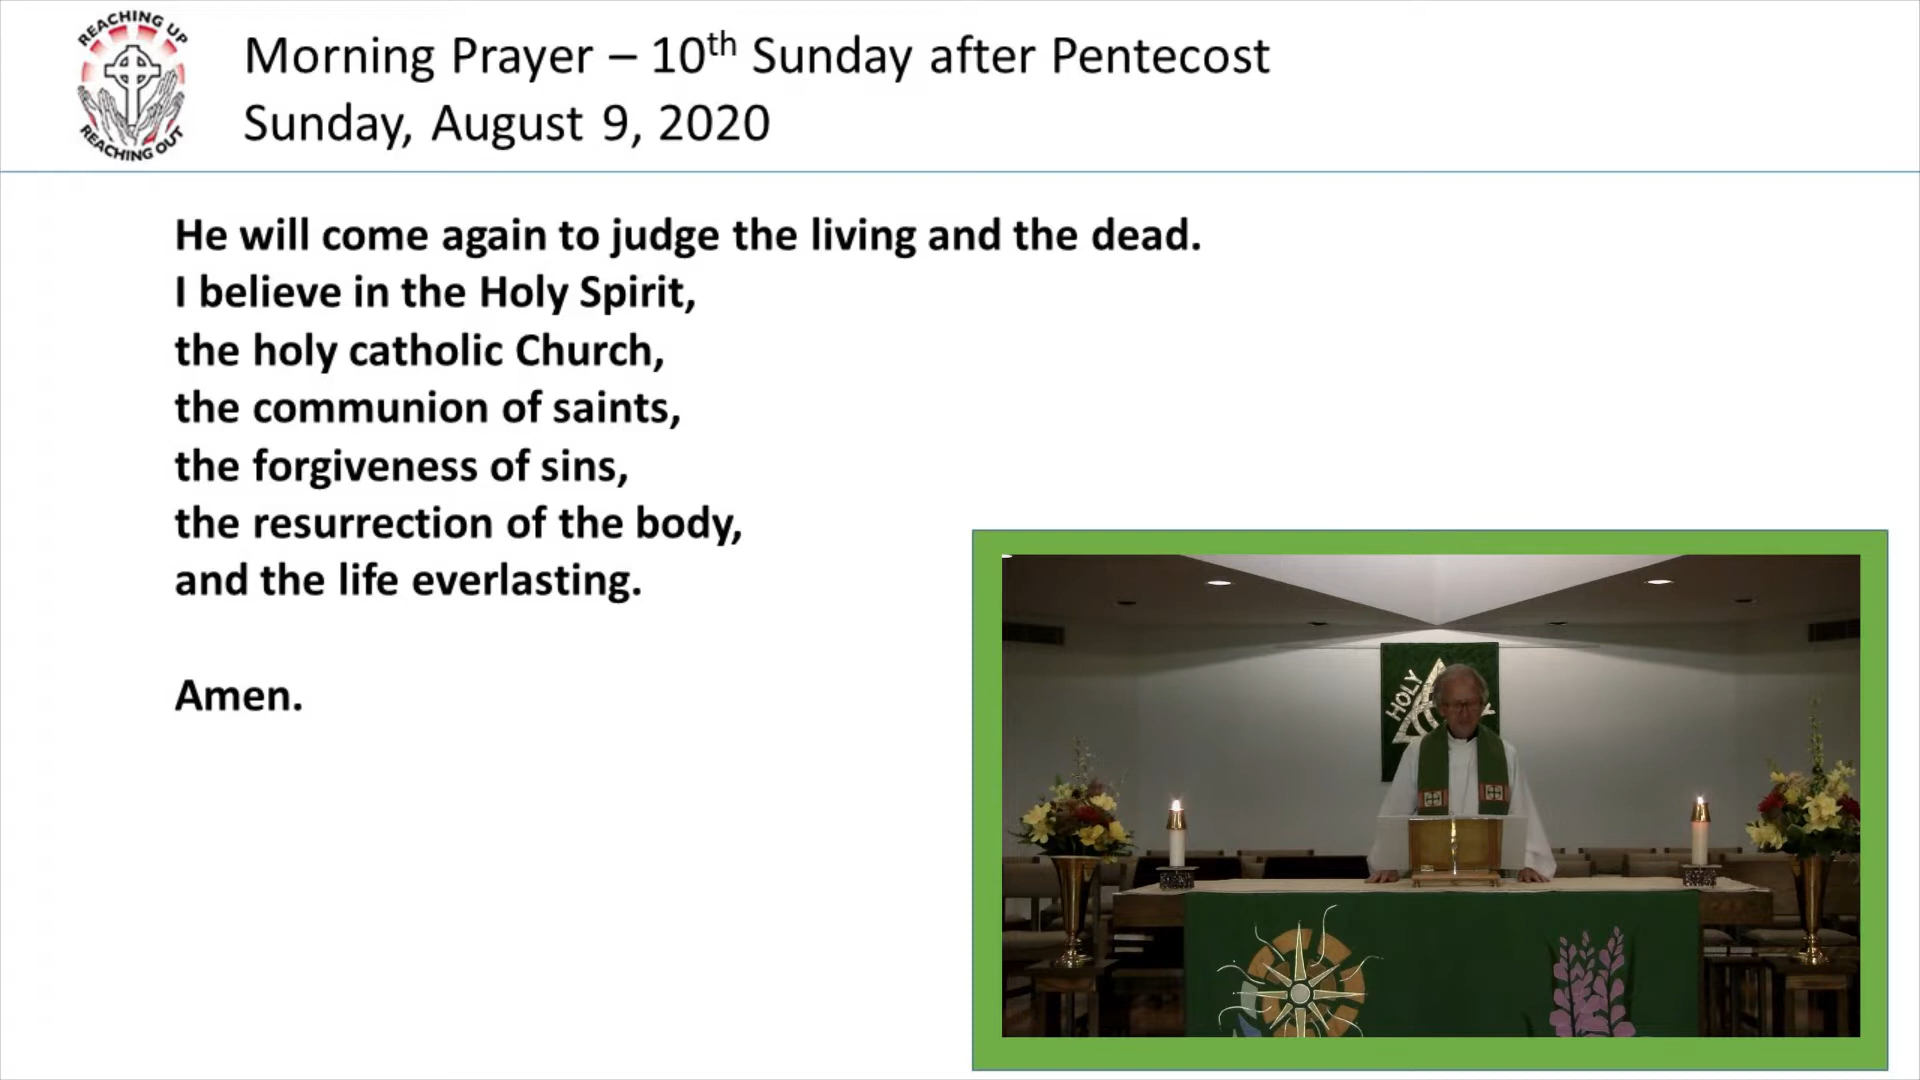 REACHING UP
REACHING OUT
Morning Prayer – 10th Sunday after Pentecost
Sunday, August 9, 2020
He will come again to judge the living and the dead.
I believe in the Holy Spirit,
the holy catholic Church,
the communion of saints,
the forgiveness of sins,
the resurrection of the body,
and the life everlasting.
Amen.
HOLY